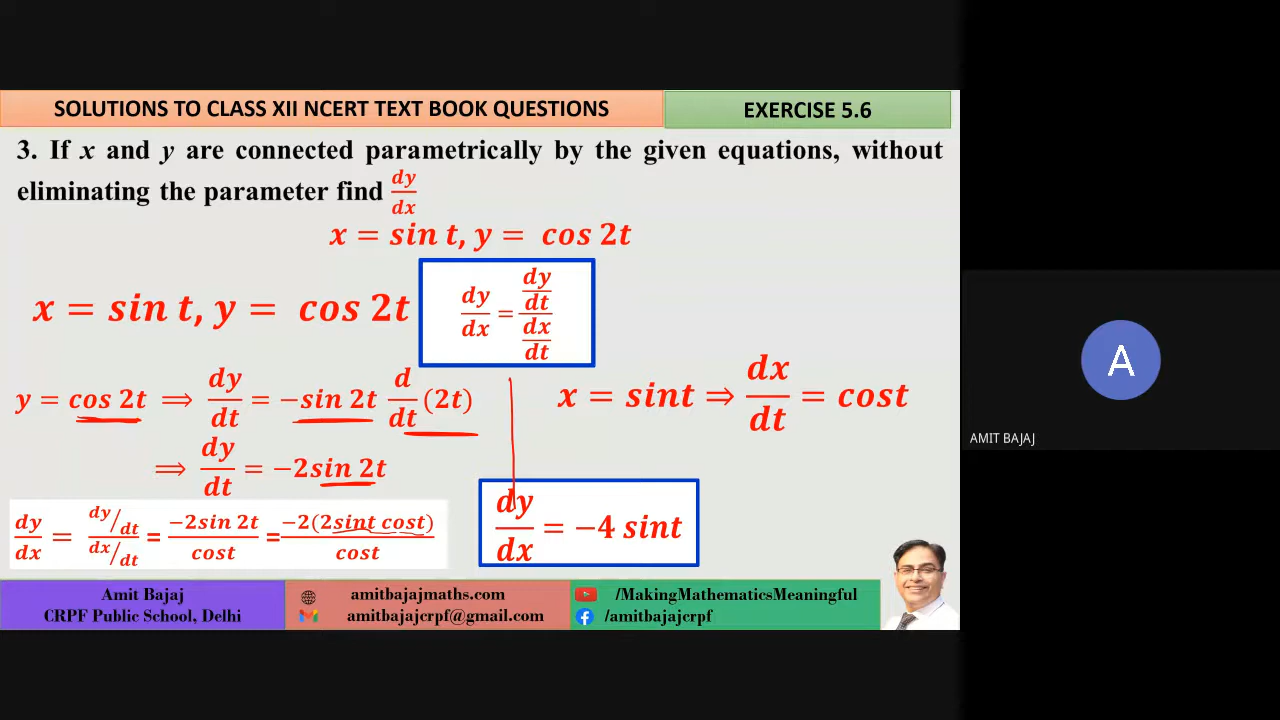 SOLUTIONS TO CLASS XII NCERT TEXT BOOK QUESTIONS
EXERCISE 5.6
3. If x and y are connected parametrically by the given equations, without
eliminating the parameter find dy/dx
x = sin t, y = cos 2t
x = sin t, y = cos 2t
dy/dx = (dy/dt)/(dx/dt)
y = cos 2t ⟹ dy/dt = −sin 2t d/dt (2t)
x = sint ⇒ dx/dt = cost
⟹ dy/dt = −2sin 2t
dy/dx = (dy/dt)/(dx/dt) = (−2sin 2t)/(cost) = (−2(2sint cost))/(cost)
dy/dx = −4 sint
A
AMIT BAJAJ
Amit Bajaj
CRPF Public School, Delhi
amitbajajmaths.com
amitbajajcrpf@gmail.com
/MakingMathematicsMeaningful
/amitbajajcrpf